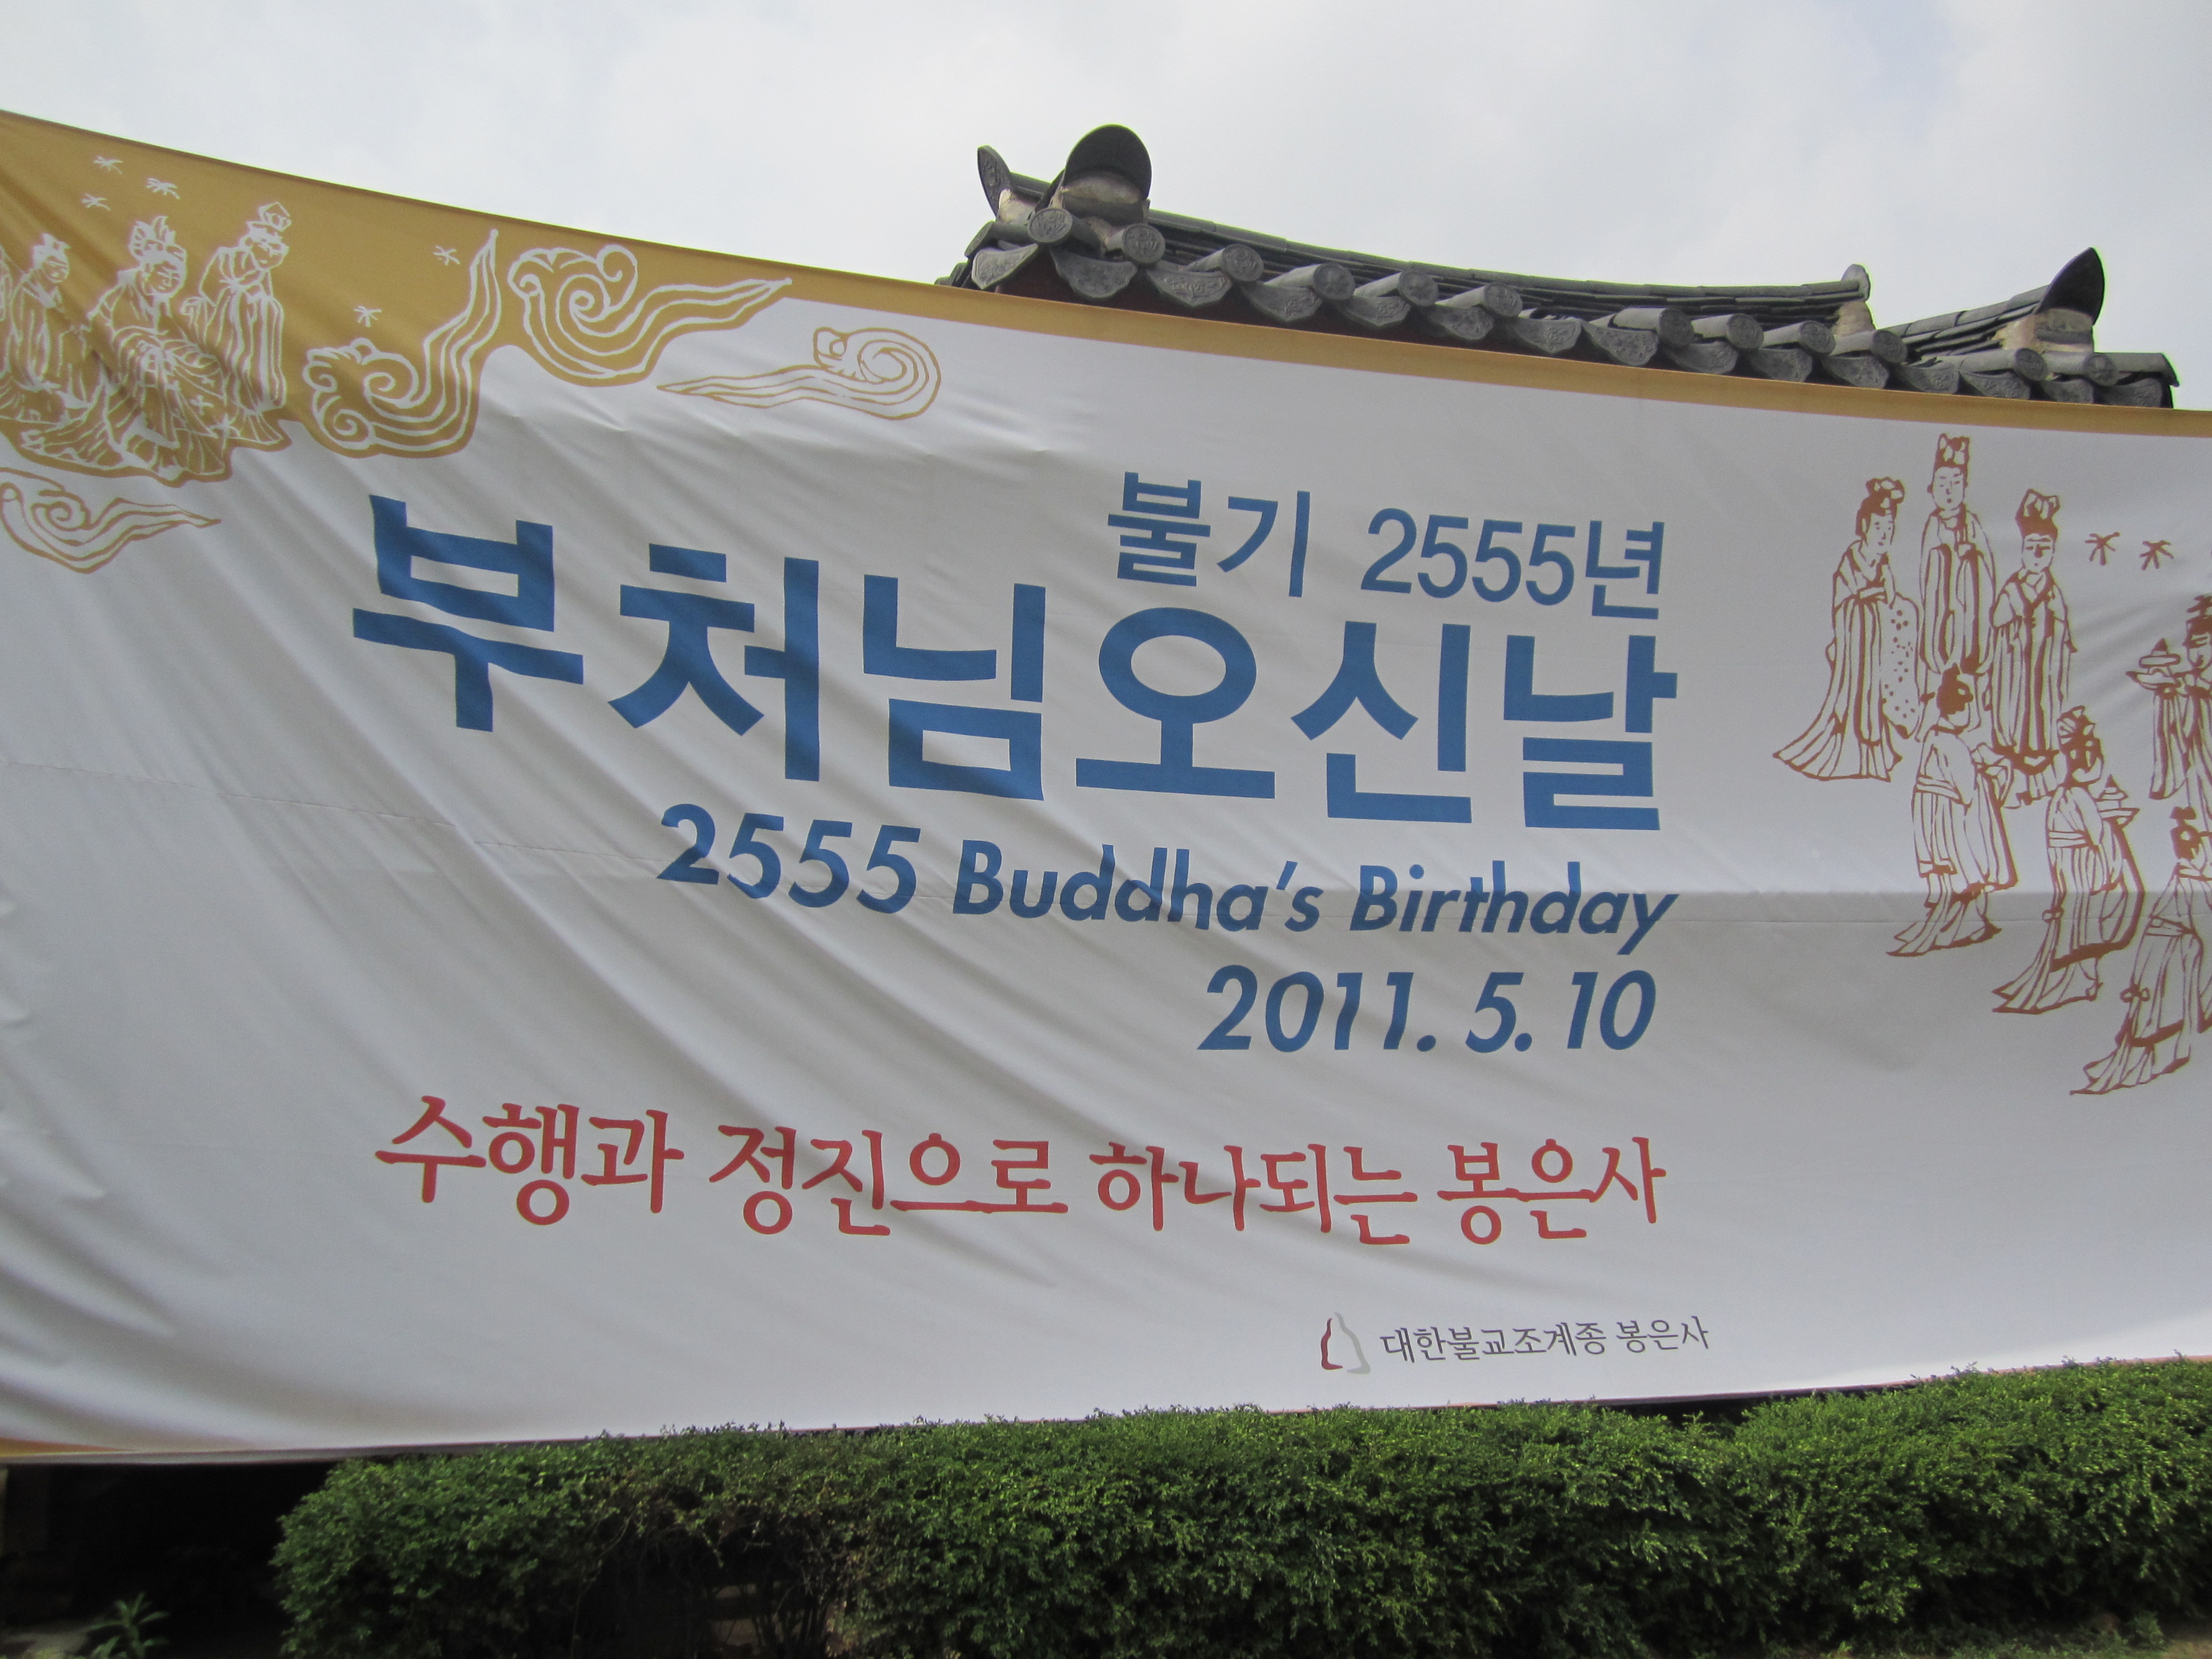 불기 2555년
부처님오신날
2555 Buddha's Birthday
2011. 5. 10
수행과 정진으로 하나되는 봉은사
대한불교조계종 봉은사